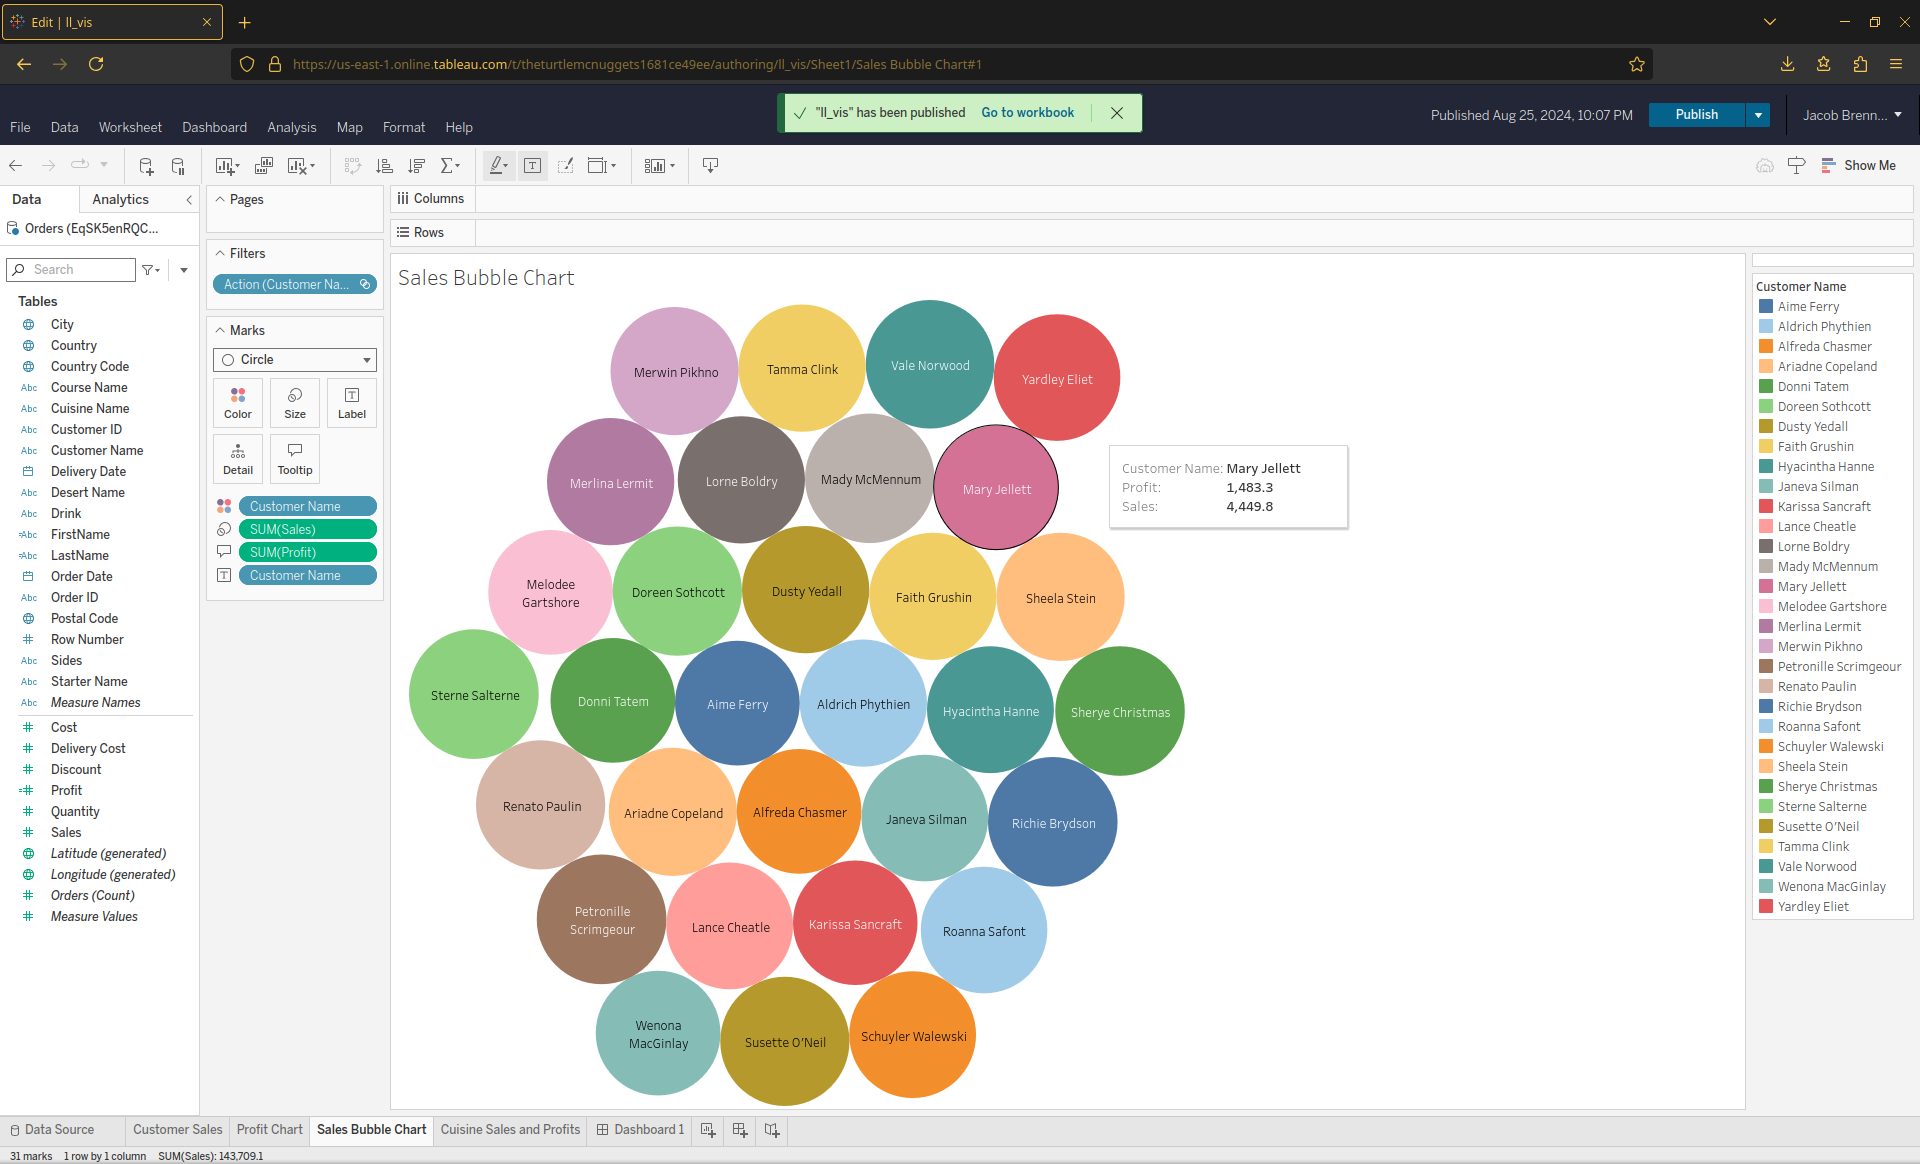 Edit | ll_vis
https://us-east-1.online.tableau.com/t/theturtlemcnuggets1681ce49ee/authoring/ll_vis/Sheet1/Sales Bubble Chart#1
File Data Worksheet Dashboard Analysis Map Format Help
"ll_vis" has been published Go to workbook
Published Aug 25, 2024, 10:07 PM Publish Jacob Brenn...
Show Me
Data Analytics
Orders (EqSK5enRQC...
Search
Tables
City
Country
Country Code
Abc Course Name
Abc Cuisine Name
Abc Customer ID
Abc Customer Name
Delivery Date
Abc Desert Name
Abc Drink
=Abc FirstName
=Abc LastName
Order Date
Abc Order ID
Postal Code
# Row Number
Abc Sides
Abc Starter Name
Abc Measure Names
# Cost
# Delivery Cost
# Discount
=# Profit
# Quantity
# Sales
Latitude (generated)
Longitude (generated)
# Orders (Count)
# Measure Values
Pages
Filters
Action (Customer Na...
Marks
Circle
Color Size Label
Detail Tooltip
Customer Name
SUM(Sales)
SUM(Profit)
Customer Name
Columns
Rows
Sales Bubble Chart
Merwin Pikhno
Tamma Clink
Vale Norwood
Yardley Eliet
Merlina Lermit
Lorne Boldry
Mady McMennum
Mary Jellett
Customer Name: Mary Jellett
Profit: 1,483.3
Sales: 4,449.8
Melodee
Gartshore
Doreen Sothcott
Dusty Yedall
Faith Grushin
Sheela Stein
Sterne Salterne
Donni Tatem
Aime Ferry
Aldrich Phythien
Hyacintha Hanne
Sherye Christmas
Renato Paulin
Ariadne Copeland
Alfreda Chasmer
Janeva Silman
Richie Brydson
Petronille
Scrimgeour
Lance Cheatle
Karissa Sancraft
Roanna Safont
Wenona
MacGinlay
Susette O'Neil
Schuyler Walewski
Customer Name
Aime Ferry
Aldrich Phythien
Alfreda Chasmer
Ariadne Copeland
Donni Tatem
Doreen Sothcott
Dusty Yedall
Faith Grushin
Hyacintha Hanne
Janeva Silman
Karissa Sancraft
Lance Cheatle
Lorne Boldry
Mady McMennum
Mary Jellett
Melodee Gartshore
Merlina Lermit
Merwin Pikhno
Petronille Scrimgeour
Renato Paulin
Richie Brydson
Roanna Safont
Schuyler Walewski
Sheela Stein
Sherye Christmas
Sterne Salterne
Susette O'Neil
Tamma Clink
Vale Norwood
Wenona MacGinlay
Yardley Eliet
Data Source Customer Sales Profit Chart Sales Bubble Chart Cuisine Sales and Profits Dashboard 1
31 marks 1 row by 1 column SUM(Sales): 143,709.1